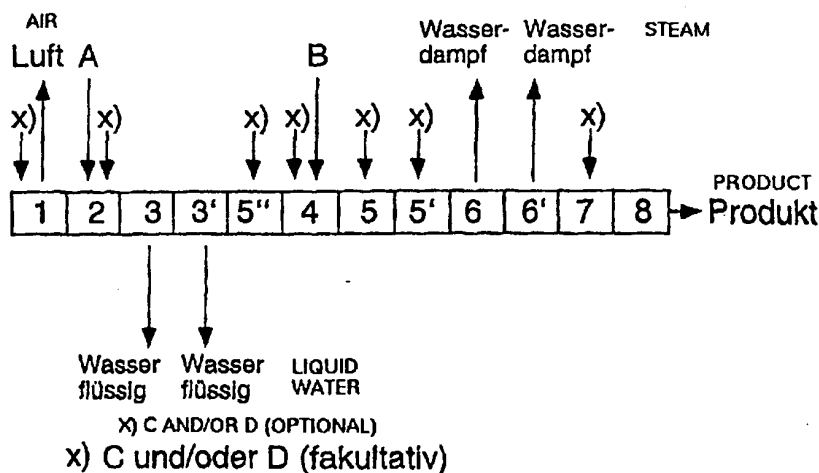 AIR
Luft A B Wasser- Wasser- STEAM
dampf dampf
x) x) x) x) x) x) x)
1 2 3 3' 5" 4 5 5' 6 6' 7 8 PRODUCT
Produkt
Wasser Wasser LIQUID
flüssig flüssig WATER
X) C AND/OR D (OPTIONAL)
x) C und/oder D (fakultativ)